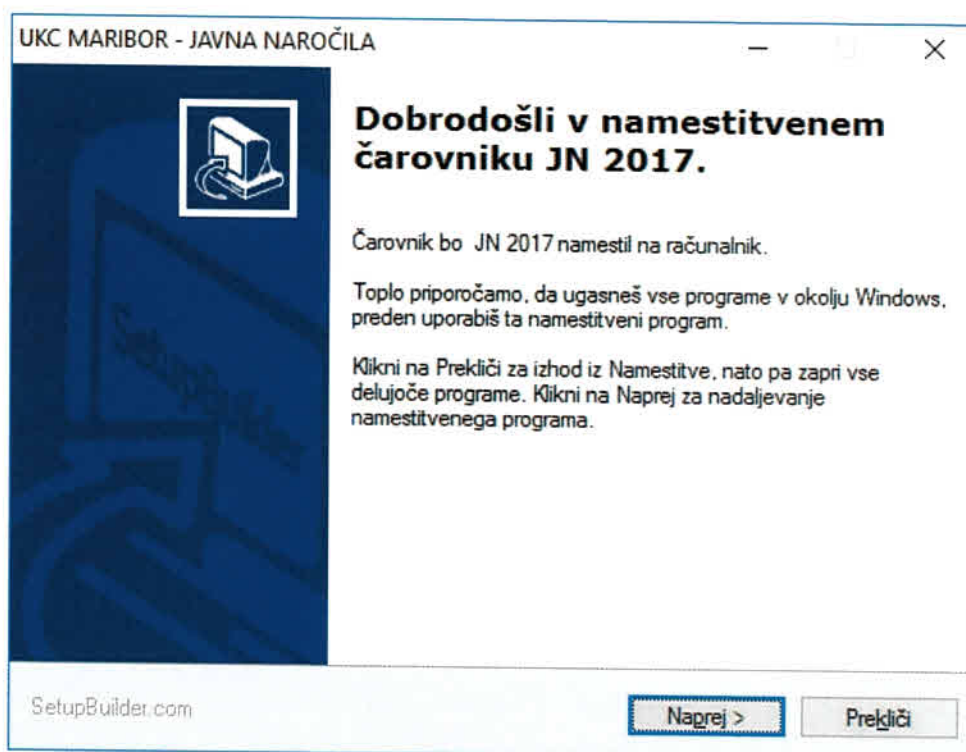 UKC MARIBOR - JAVNA NAROČILA
Dobrodošli v namestitvenem
čarovniku JN 2017.
Čarovnik bo JN 2017 namestil na računalnik.
Toplo priporočamo, da ugasneš vse programe v okolju Windows,
preden uporabiš ta namestitveni program.
Klikni na Prekliči za izhod iz Namestitve, nato pa zapri vse
delujoče programe. Klikni na Naprej za nadaljevanje
namestitvenega programa.
SetupBuilder
SetupBuilder.com
Naprej >
Prekliči